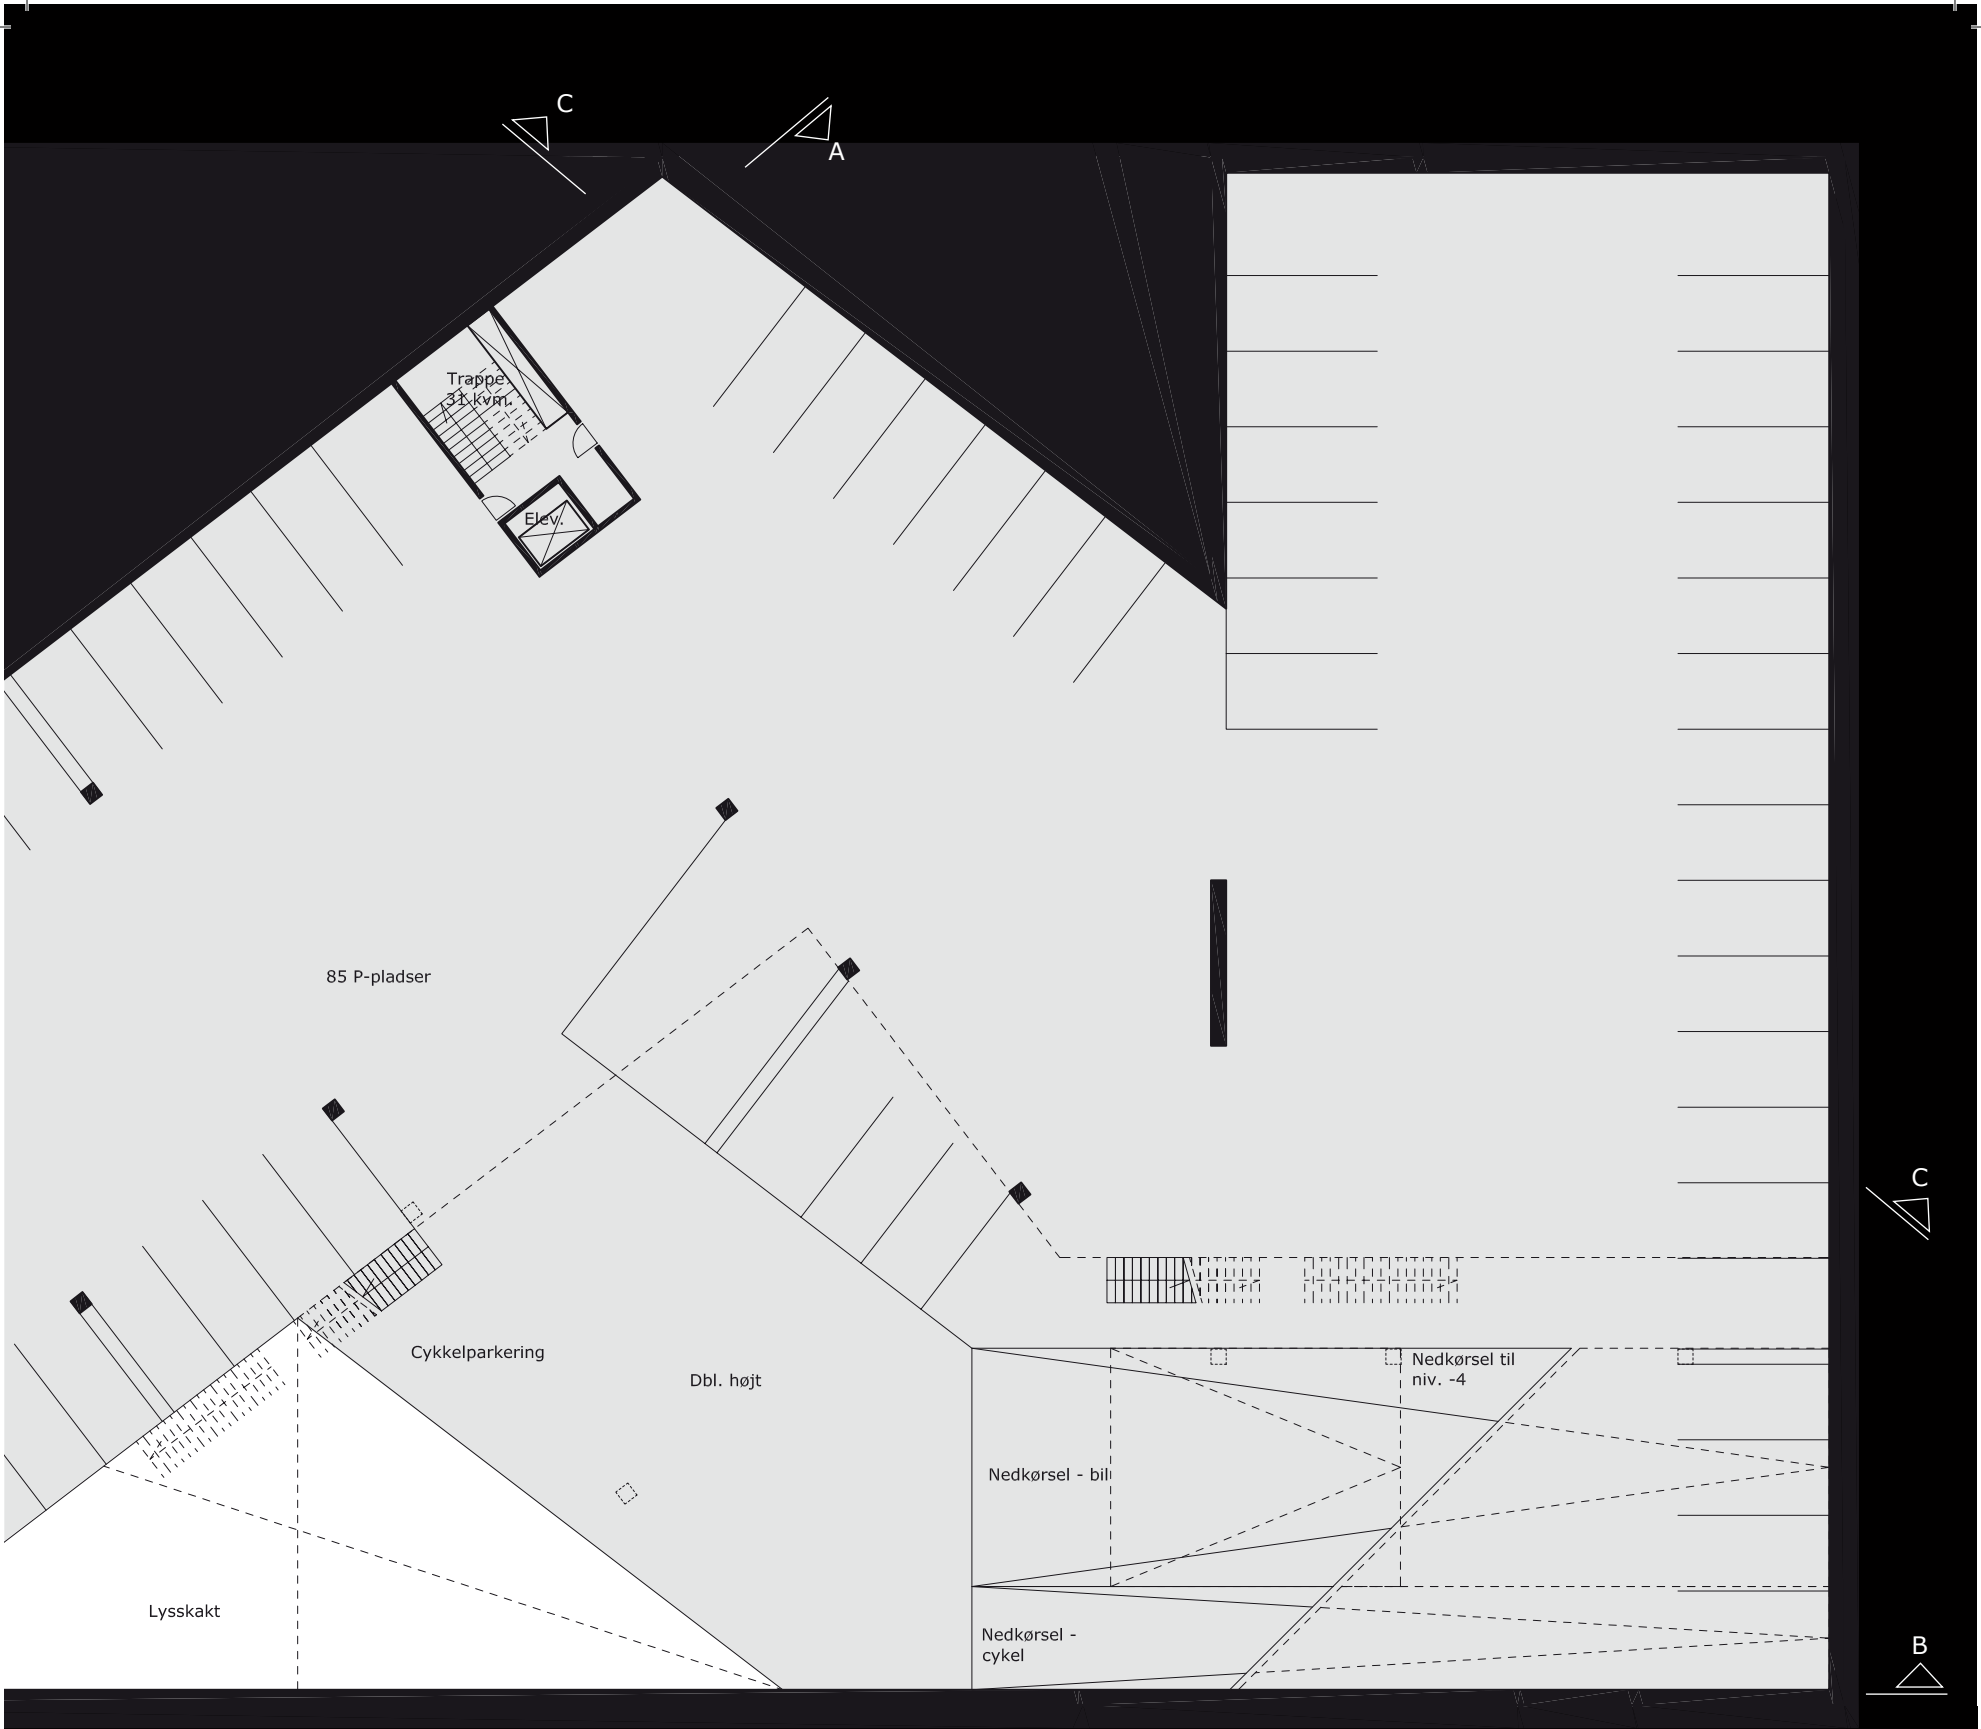 C
A
Trappe
31 kvm.
Elev.
85 P-pladser
C
Cykkelparkering
Dbl. højt
Nedkørsel til
niv. -4
Nedkørsel - bil
Lysskakt
Nedkørsel -
cykel
B